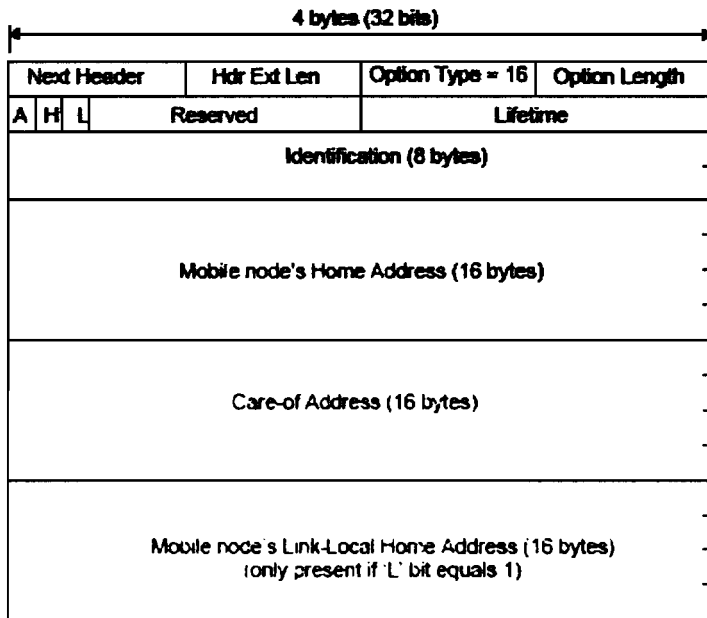 4 bytes (32 bits)
Next Header Hdr Ext Len Option Type = 16 Option Length
A H L Reserved Lifetime
Identification (8 bytes)
Mobile node's Home Address (16 bytes)
Care-of Address (16 bytes)
Mobile node's Link-Local Home Address (16 bytes)
(only present if 'L' bit equals 1)